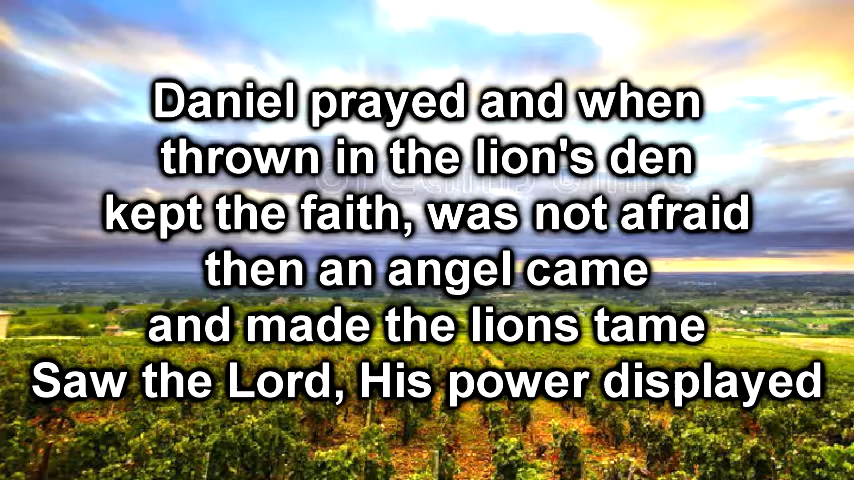 Daniel prayed and when
thrown in the lion's den
kept the faith, was not afraid
then an angel came
and made the lions tame
Saw the Lord, His power displayed